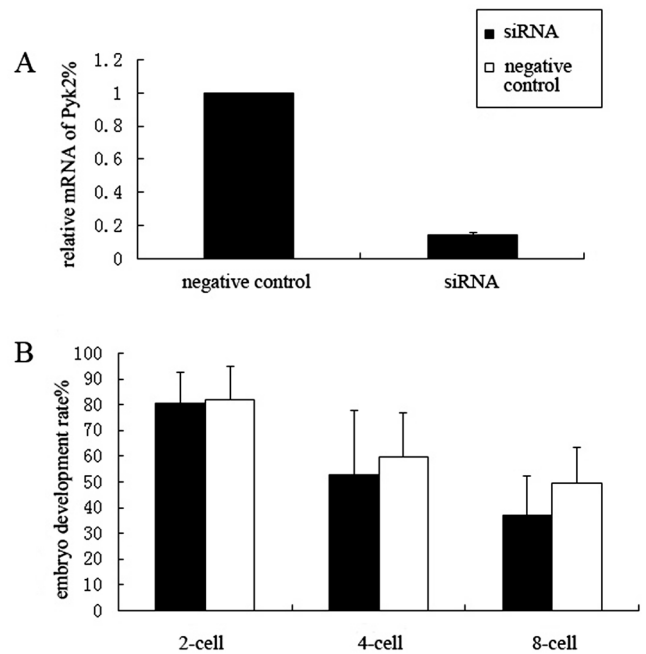 A
relative mRNA of Pyk2%
1.2
1
0.8
0.6
0.4
0.2
0
negative control
siRNA
siRNA
negative
control
B
embryo development rate%
100
90
80
70
60
50
40
30
20
10
0
2-cell
4-cell
8-cell